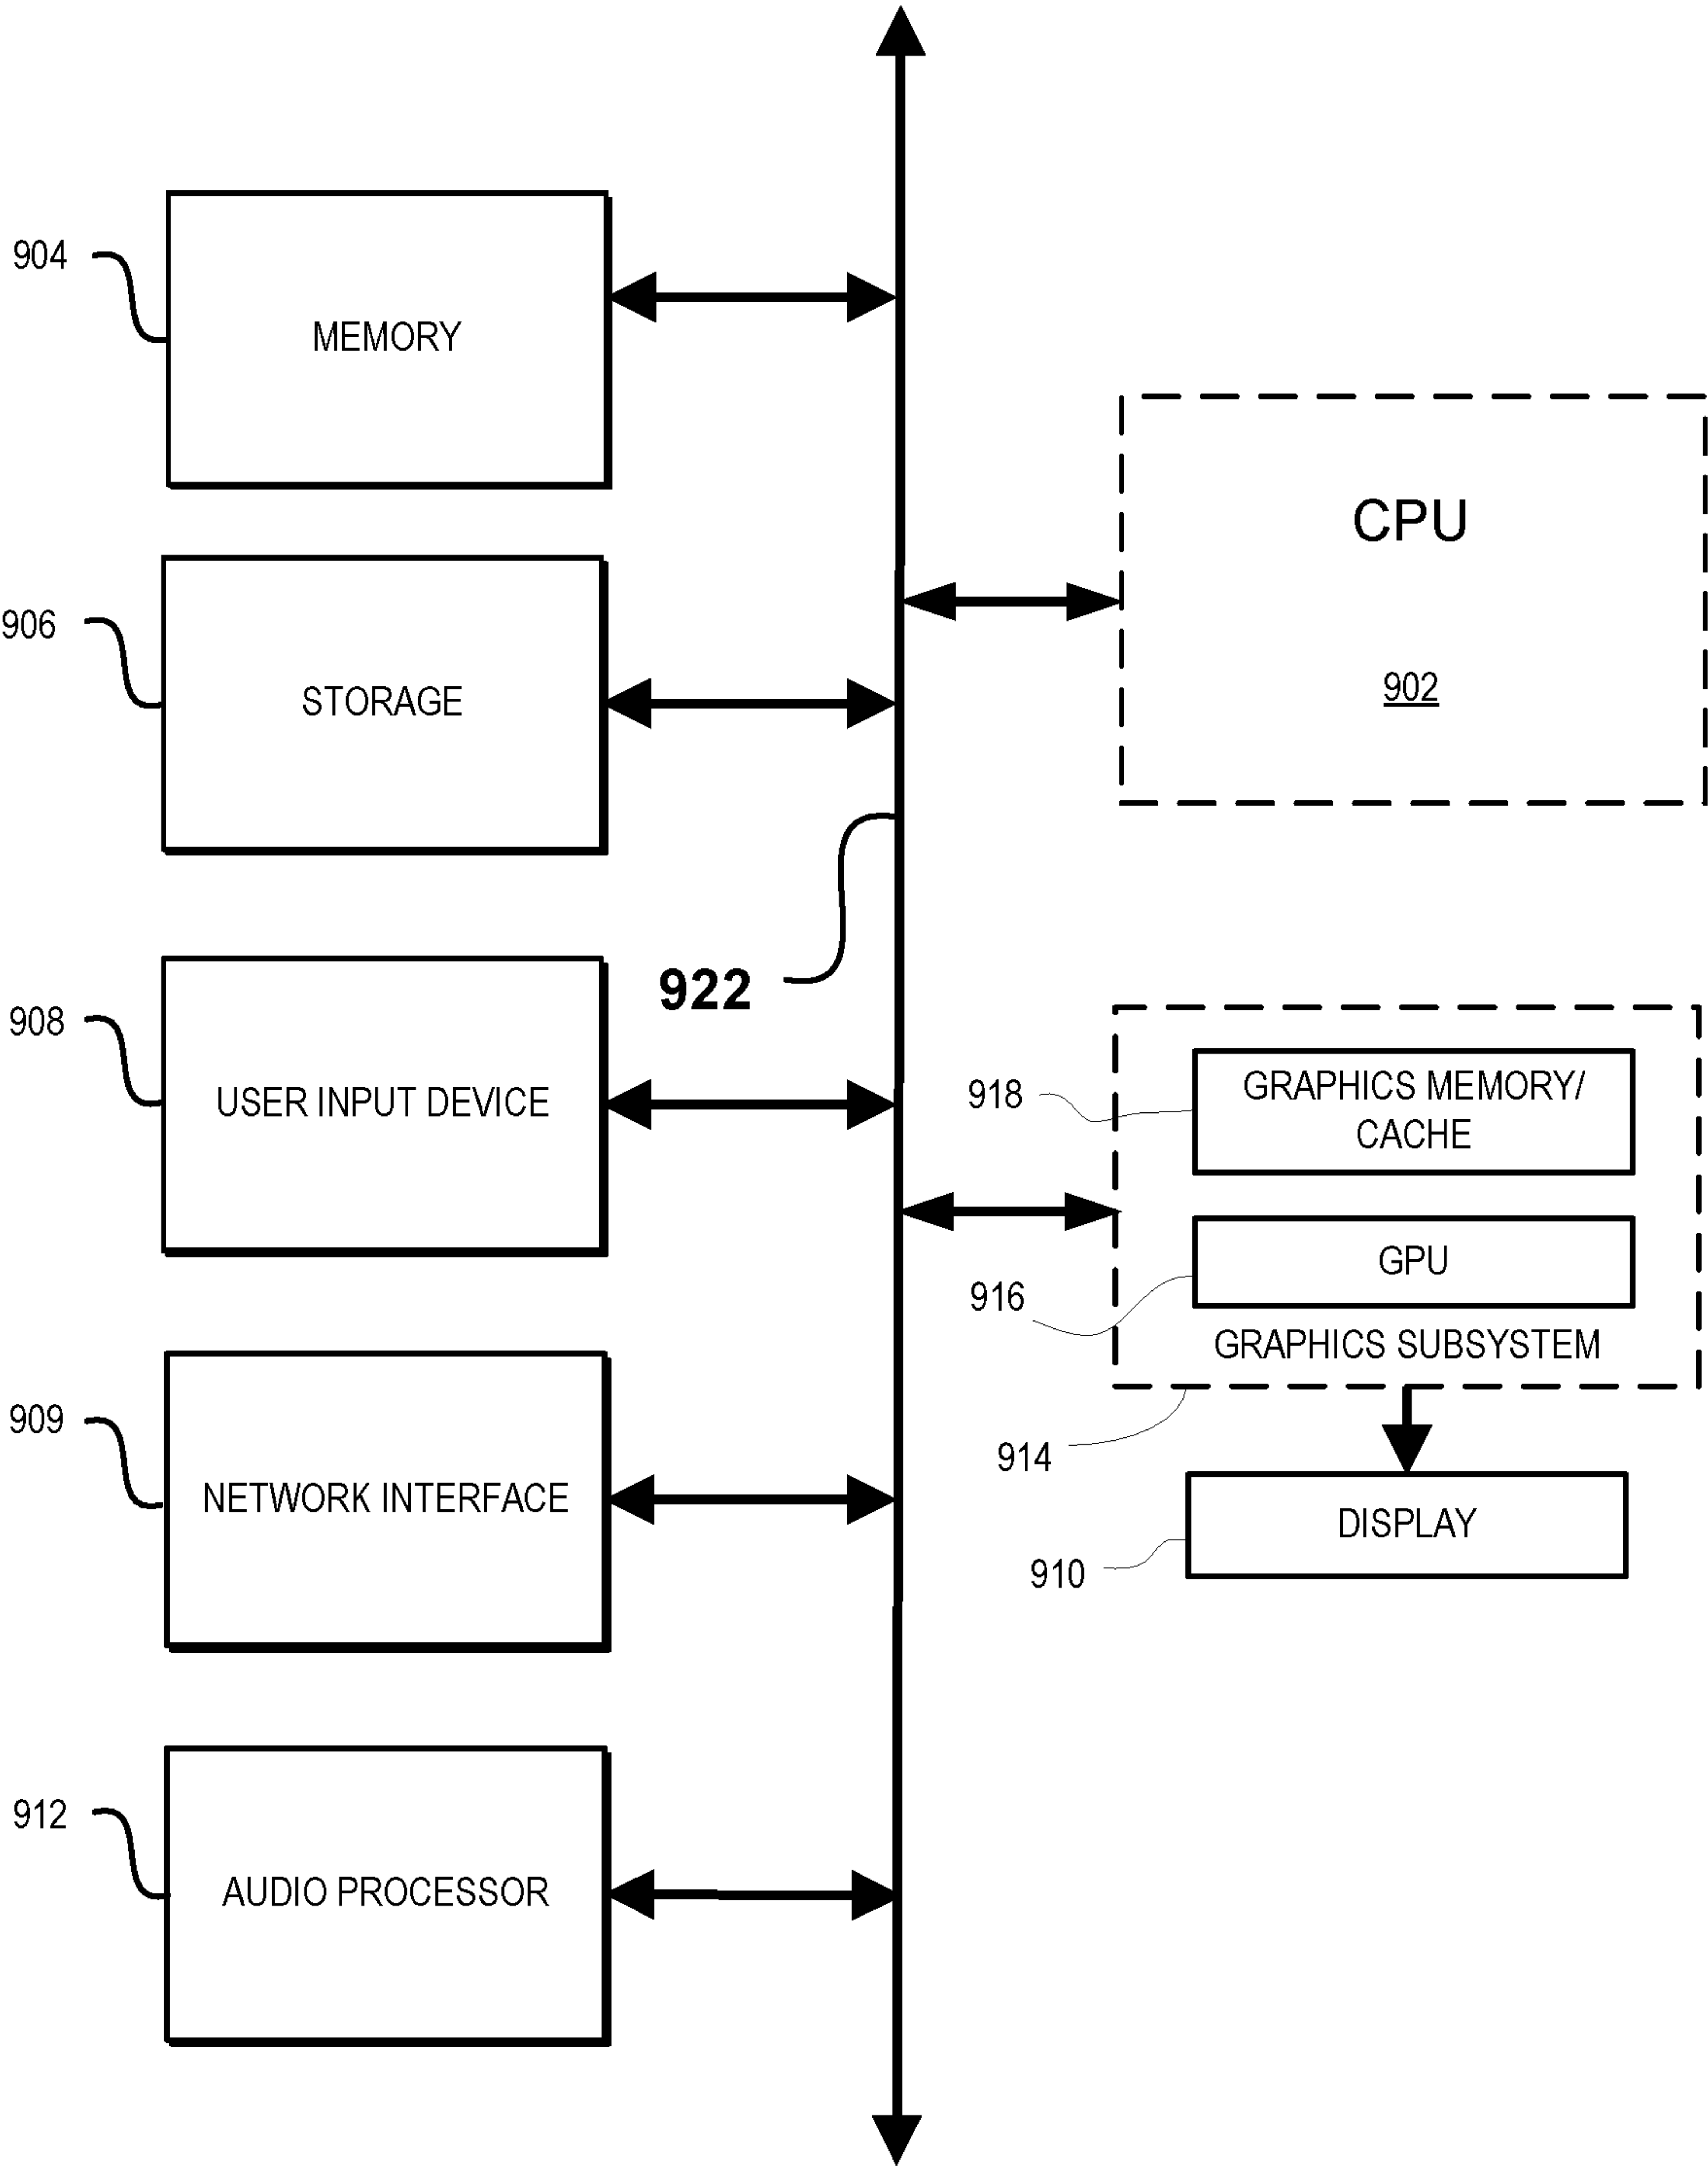 904
MEMORY
CPU
902
906
STORAGE
922
908
USER INPUT DEVICE
918
GRAPHICS MEMORY/
CACHE
916
GPU
GRAPHICS SUBSYSTEM
914
909
NETWORK INTERFACE
DISPLAY
910
912
AUDIO PROCESSOR